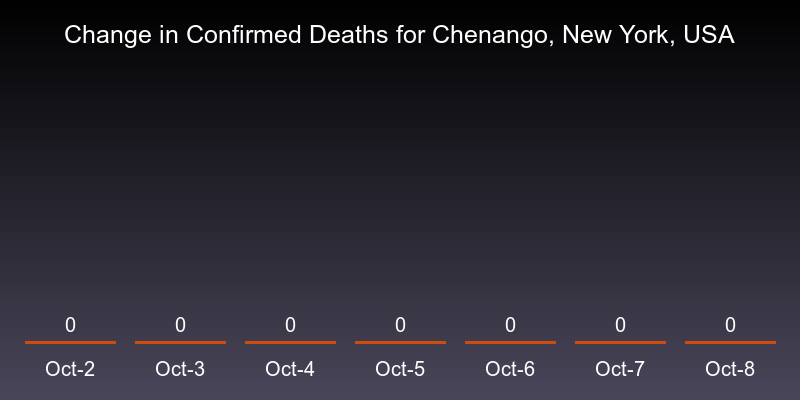 Change in Confirmed Deaths for Chenango, New York, USA
0 0 0 0 0 0 0
Oct-2 Oct-3 Oct-4 Oct-5 Oct-6 Oct-7 Oct-8